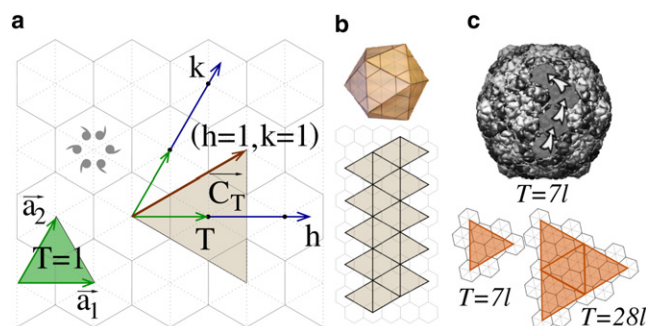 a
b
c
k
(h=1,k=1)
C_T
T
h
a_2
T=1
a_1
T=7l
T=7l
T=28l